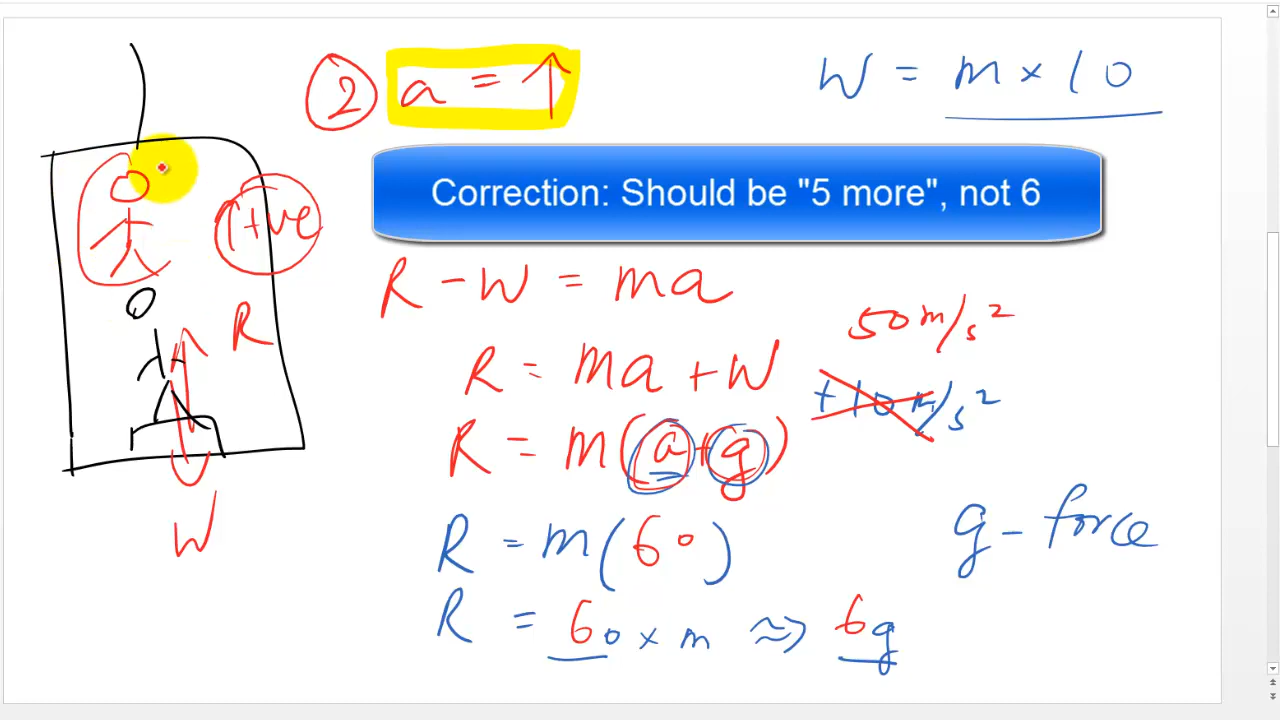 ② a = ↑
W = m × 10
Correction: Should be "5 more", not 6
↑+ve
R - W = ma
50 m/s²
R
R = ma + W
+10 m/s²
R = m(a+g)
W
g - force
R = m(60)
R = 60 × m ≈> 6g